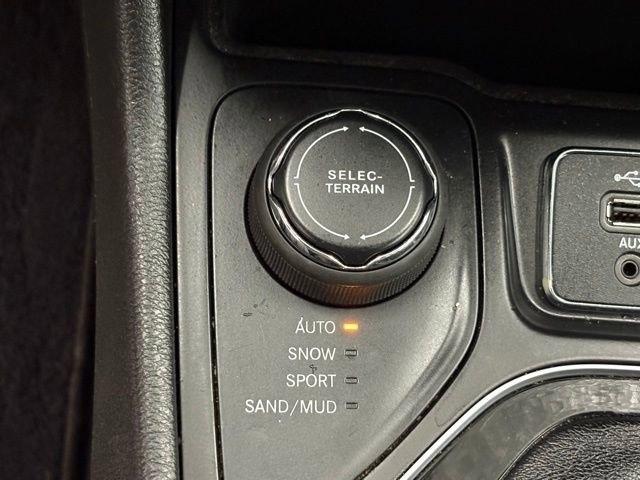 SELEC-
TERRAIN
AUTO
SNOW
SPORT
SAND/MUD
AUX